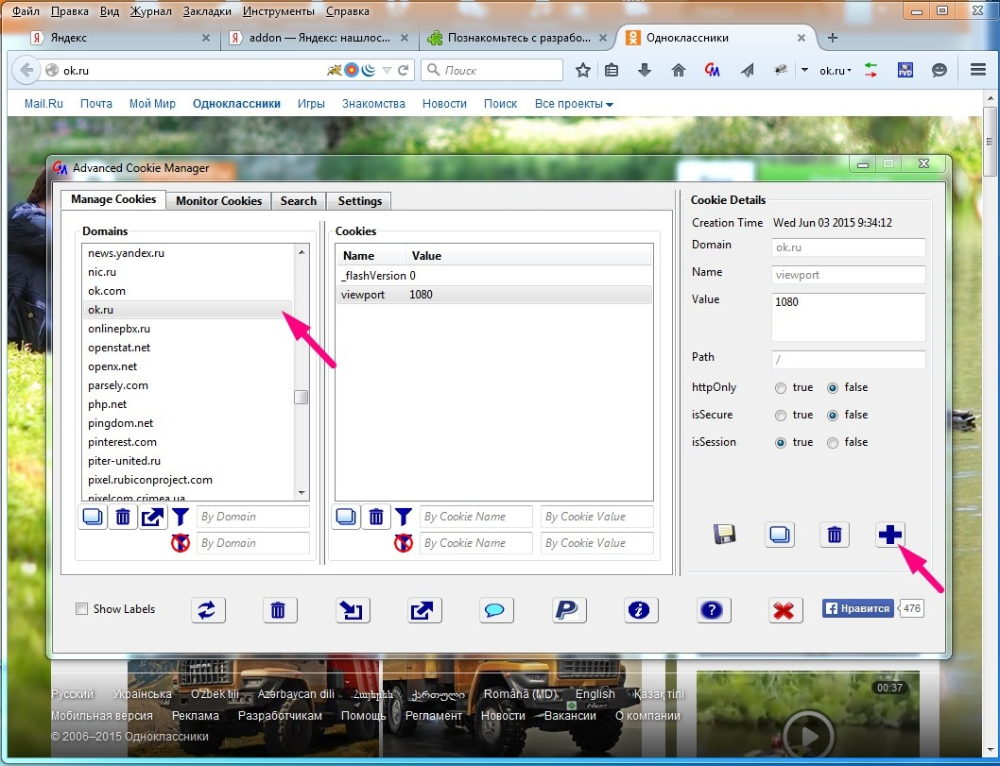 Файл Правка Вид Журнал Закладки Инструменты Справка
Яндекс
addon — Яндекс: нашлос...
Познакомьтесь с разрабо...
Одноклассники
ok.ru
Поиск
ok.ru
FVD
Mail.Ru Почта Мой Мир Одноклассники Игры Знакомства Новости Поиск Все проекты
Advanced Cookie Manager
Manage Cookies Monitor Cookies Search Settings
Domains
news.yandex.ru
nic.ru
ok.com
ok.ru
onlinepbx.ru
openstat.net
openx.net
parsely.com
php.net
pingdom.net
pinterest.com
piter-united.ru
pixel.rubiconproject.com
pixelcom.crimea.ua
By Domain
By Domain
Cookies
Name Value
_flashVersion 0
viewport 1080
By Cookie Name By Cookie Value
By Cookie Name By Cookie Value
Cookie Details
Creation Time Wed Jun 03 2015 9:34:12
Domain ok.ru
Name viewport
Value 1080
Path /
httpOnly true false
isSecure true false
isSession true false
Show Labels
Нравится 476
00:37
Русский Українська O'zbek tili Azərbaycan dili Հայերեն ქართული Română (MD) English Қазақ тілі
Мобильная версия Реклама Разработчикам Помощь Регламент Новости Вакансии О компании
© 2006–2015 Одноклассники